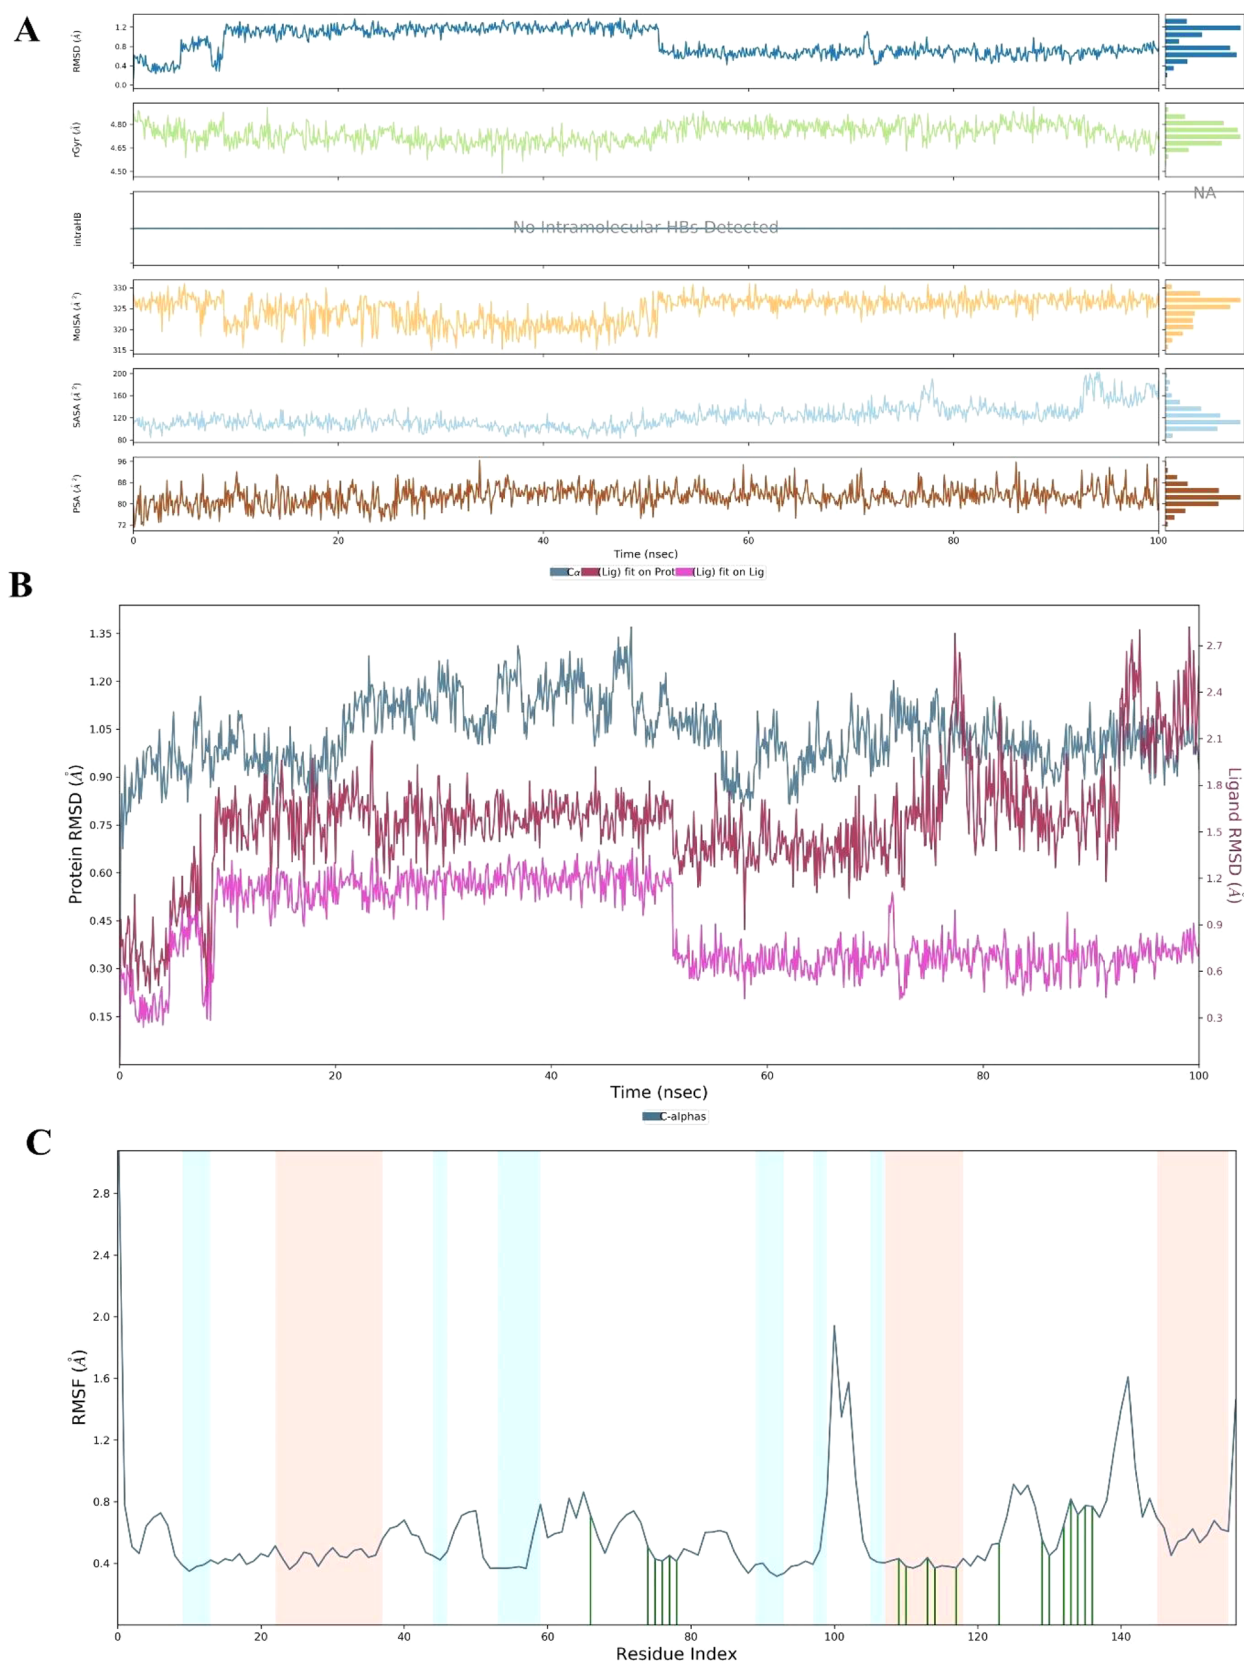 A
RMSD (Å)
1.2
0.8
0.4
0.0
rGyr (Å)
4.80
4.65
4.50
intraHB
No Intramolecular HBs Detected
NA
MolSA (Å²)
330
325
320
315
SASA (Å²)
200
160
120
80
PSA (Å²)
96
88
80
72
0 20 40 60 80 100
Time (nsec)
Cα (Lig) fit on Prot (Lig) fit on Lig
B
Protein RMSD (Å)
1.35
1.20
1.05
0.90
0.75
0.60
0.45
0.30
0.15
2.7
2.4
2.1
1.8
1.5
1.2
0.9
0.6
0.3
Ligand RMSD (Å)
0 20 40 60 80 100
Time (nsec)
C-alphas
C
RMSF (Å)
2.8
2.4
2.0
1.6
1.2
0.8
0.4
0 20 40 60 80 100 120 140
Residue Index